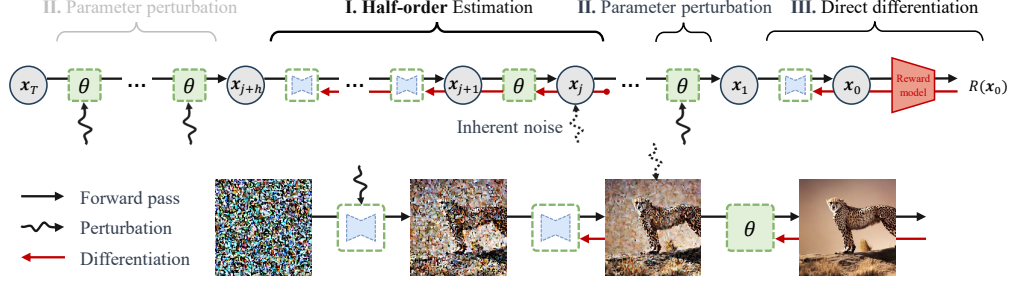 II. Parameter perturbation
I. Half-order Estimation
II. Parameter perturbation
III. Direct differentiation
x_T θ ... θ x_{j+h} ... x_{j+1} θ x_j ... θ x_1 x_0 Reward model R(x_0)
Inherent noise
Forward pass
Perturbation
Differentiation
θ